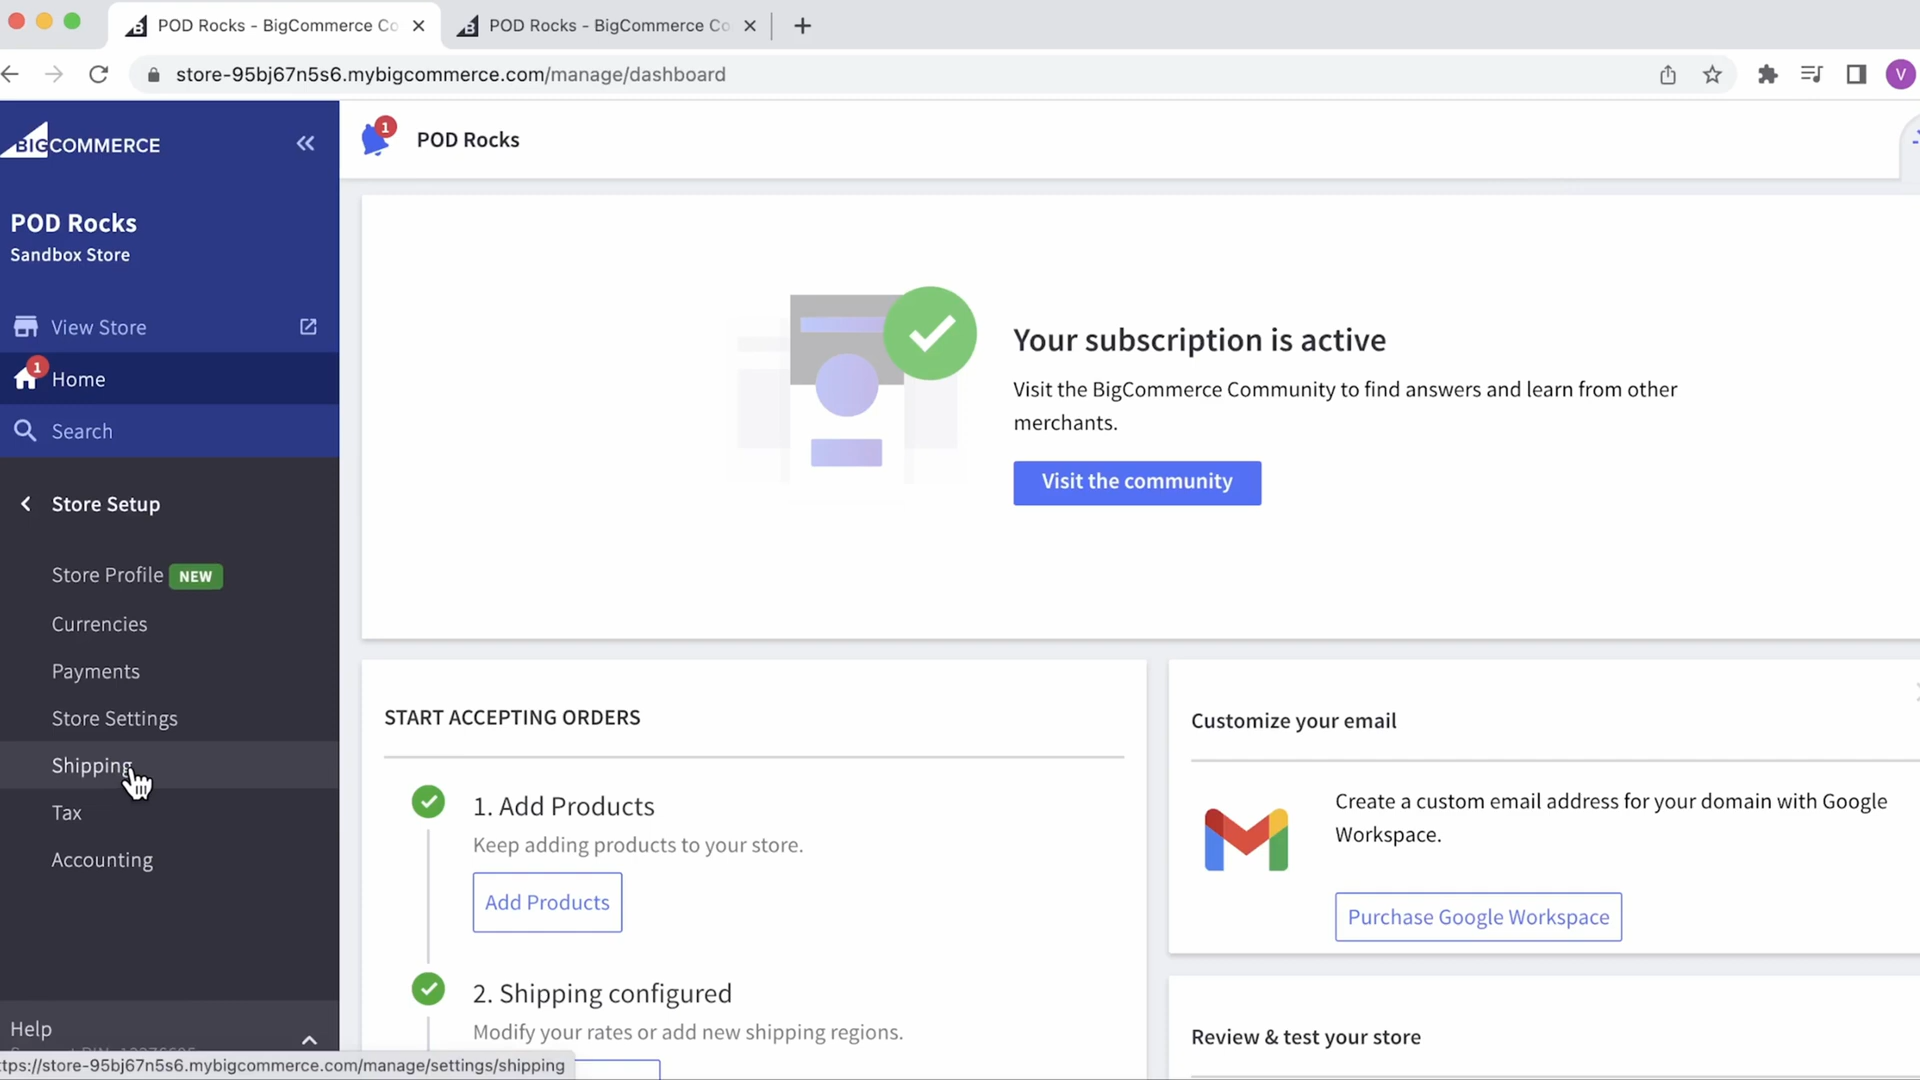 POD Rocks - BigCommerce Co
POD Rocks - BigCommerce Co
store-95bj67n5s6.mybigcommerce.com/manage/dashboard
V
BIGCOMMERCE
1
POD Rocks
POD Rocks
Sandbox Store
View Store
1
Home
Search
Store Setup
Store Profile NEW
Currencies
Payments
Store Settings
Shipping
Tax
Accounting
Help
ttps://store-95bj67n5s6.mybigcommerce.com/manage/settings/shipping
Your subscription is active
Visit the BigCommerce Community to find answers and learn from other
merchants.
Visit the community
START ACCEPTING ORDERS
1. Add Products
Keep adding products to your store.
Add Products
2. Shipping configured
Modify your rates or add new shipping regions.
Customize your email
Create a custom email address for your domain with Google
Workspace.
Purchase Google Workspace
Review & test your store